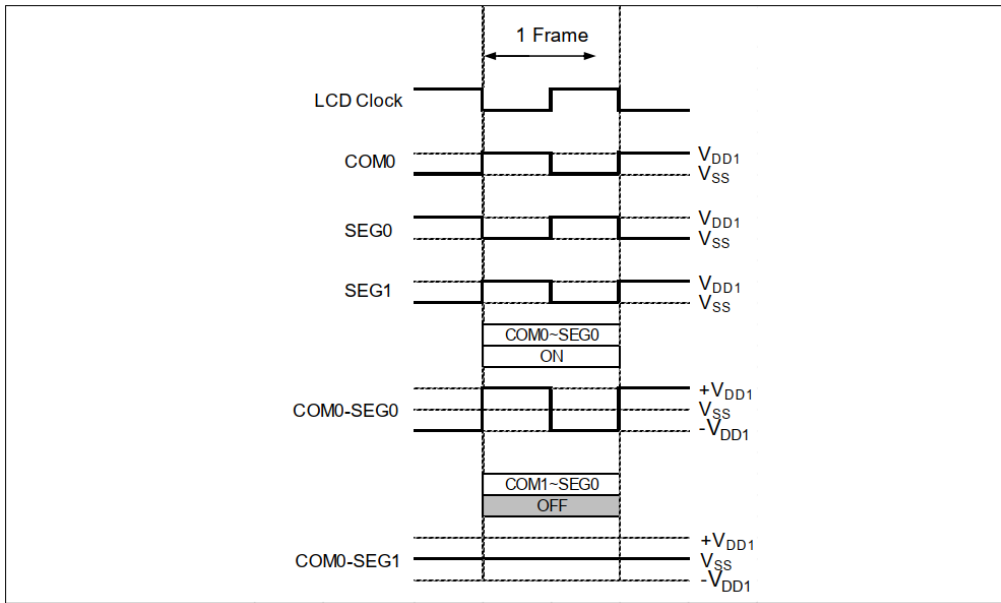 1 Frame
LCD Clock
COM0
VDD1
VSS
SEG0
VDD1
VSS
SEG1
VDD1
VSS
COM0~SEG0
ON
COM0-SEG0
+VDD1
VSS
-VDD1
COM1~SEG0
OFF
COM0-SEG1
+VDD1
VSS
-VDD1